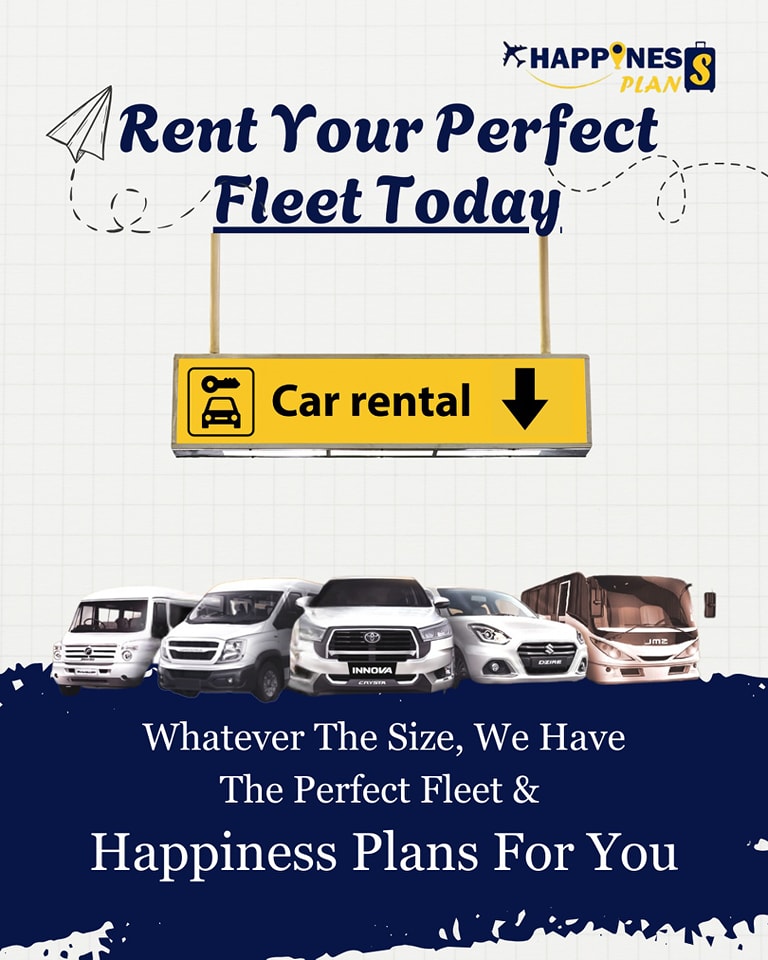 HAPPINESS
PLAN
Rent Your Perfect
Fleet Today
Car rental
INNOVA
CRYSTA
DZIRE
JMZ
Whatever The Size, We Have
The Perfect Fleet &
Happiness Plans For You